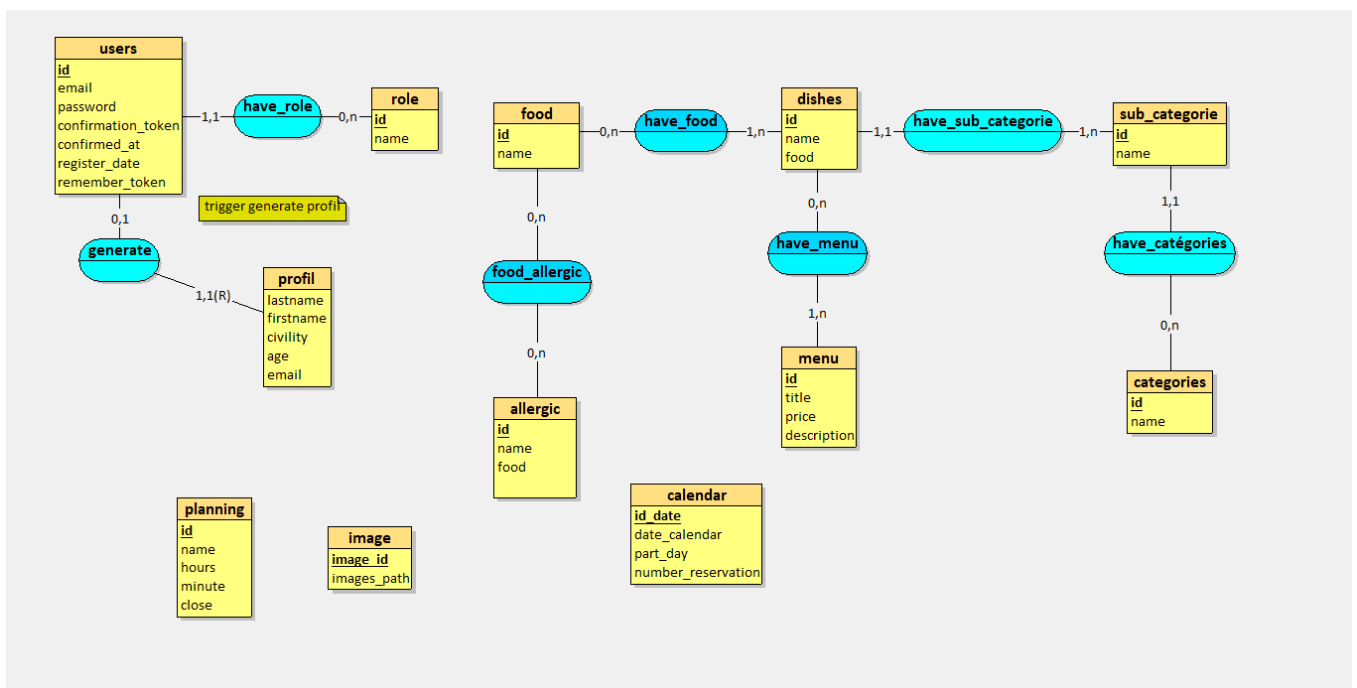 users
id
email
password
confirmation_token
confirmed_at
register_date
remember_token
1,1
have_role
0,n
role
id
name
trigger generate profil
0,1
generate
1,1(R)
profil
lastname
firstname
civility
age
email
food
id
name
0,n
have_food
1,n
dishes
id
name
food
1,1
have_sub_categorie
1,n
sub_categorie
id
name
0,n
food_allergic
0,n
allergic
id
name
food
0,n
have_menu
1,n
menu
id
title
price
description
1,1
have_catégories
0,n
categories
id
name
planning
id
name
hours
minute
close
image
image_id
images_path
calendar
id_date
date_calendar
part_day
number_reservation